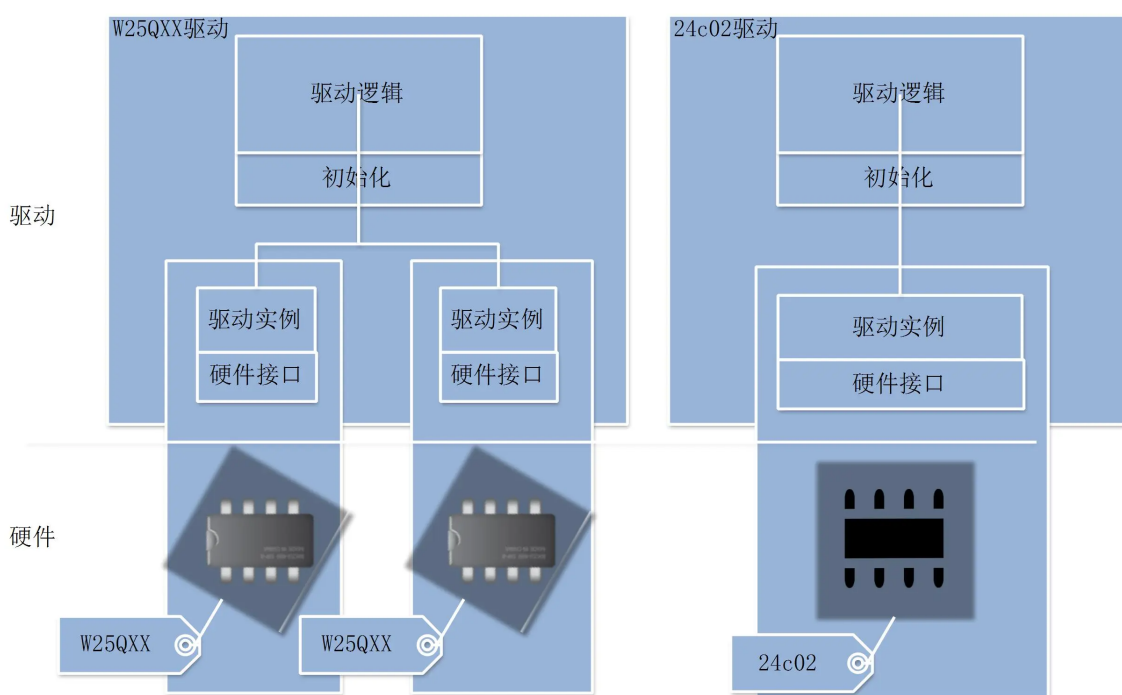 W25QXX驱动
24c02驱动
驱动逻辑
驱动逻辑
初始化
初始化
驱动
驱动实例
驱动实例
驱动实例
硬件接口
硬件接口
硬件接口
硬件
W25QXX
W25QXX
24c02